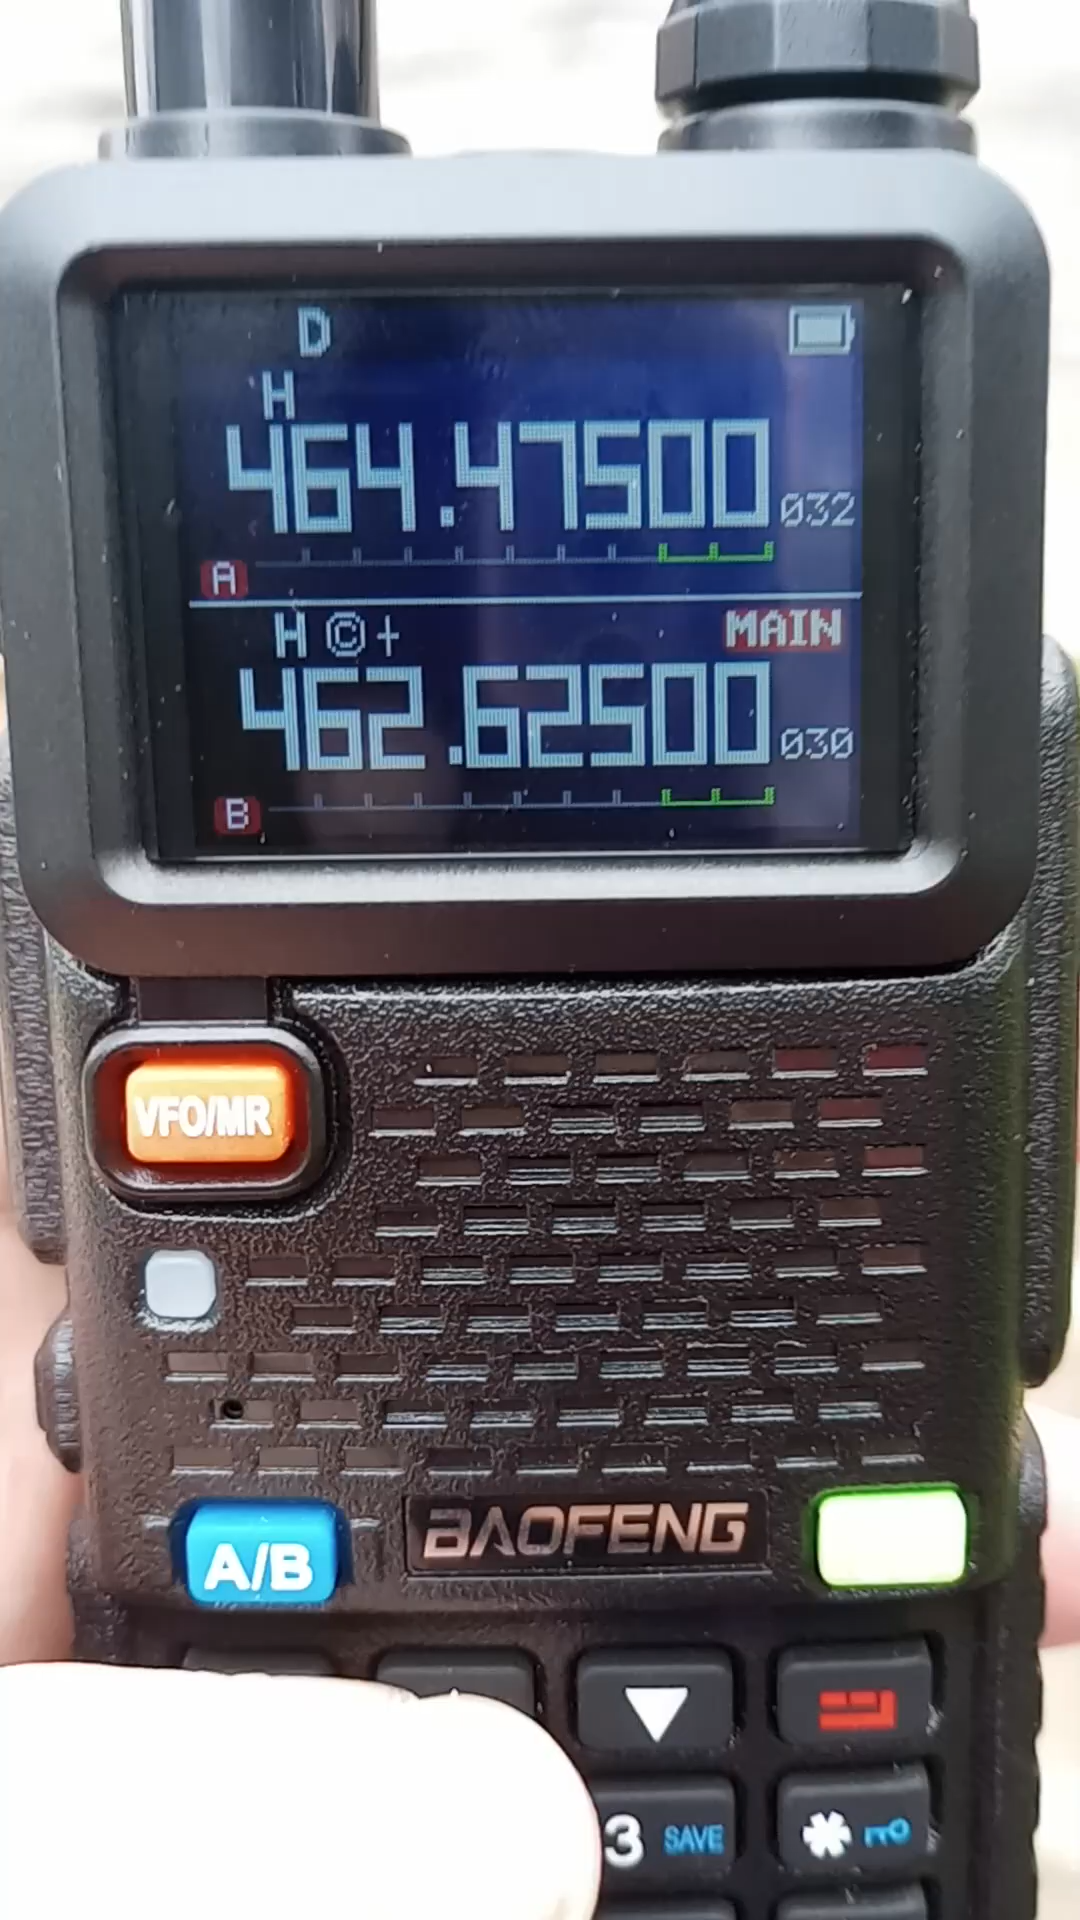 D
H
464.47500 032
A
H © + MAIN
462.62500 030
B
VFO/MR
A/B BAOFENG
3 SAVE *